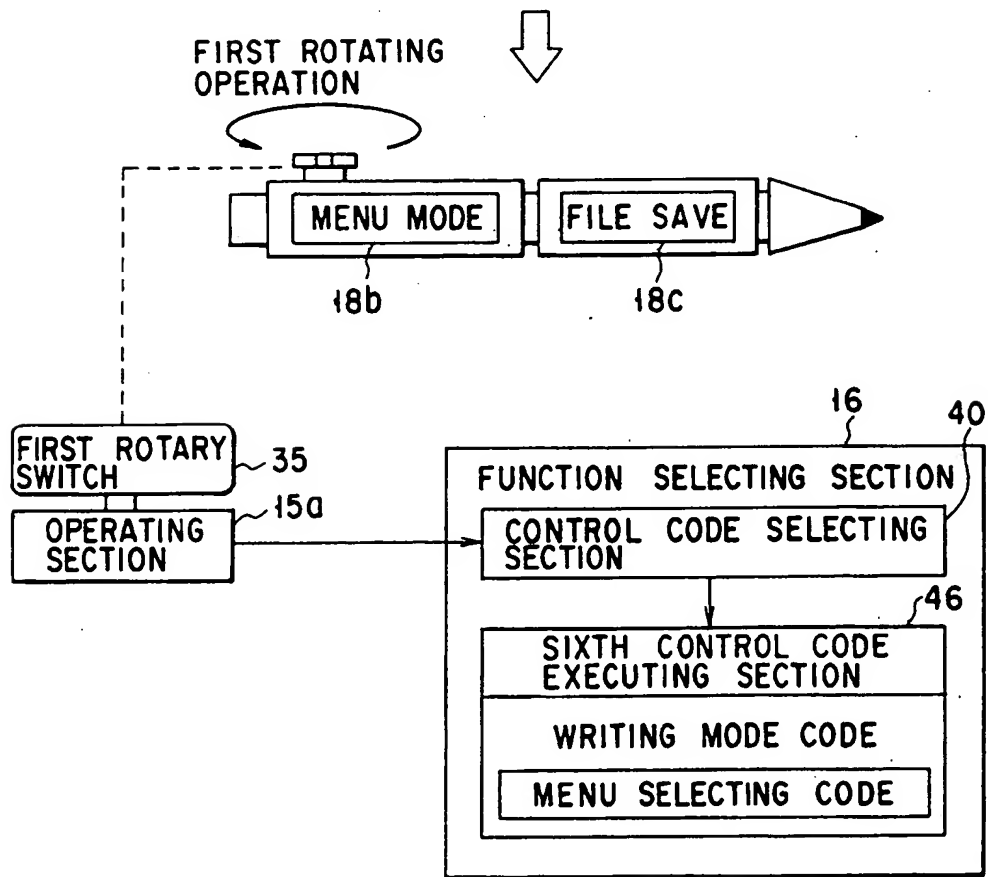 FIRST ROTATING
OPERATION
MENU MODE
FILE SAVE
18b
18c
FIRST ROTARY
SWITCH
35
OPERATING
SECTION
15a
16
40
FUNCTION SELECTING SECTION
CONTROL CODE SELECTING
SECTION
46
SIXTH CONTROL CODE
EXECUTING SECTION
WRITING MODE CODE
MENU SELECTING CODE